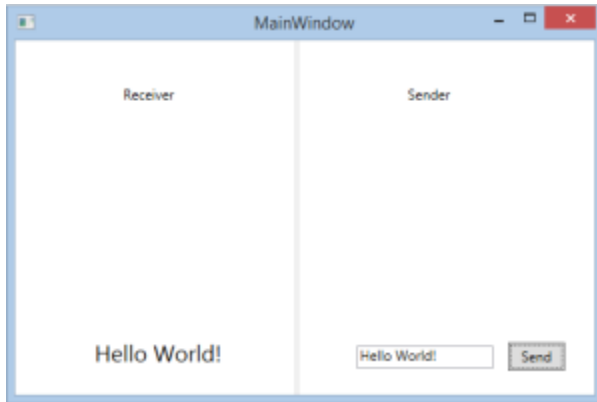 MainWindow
Receiver
Sender
Hello World!
Hello World!
Send